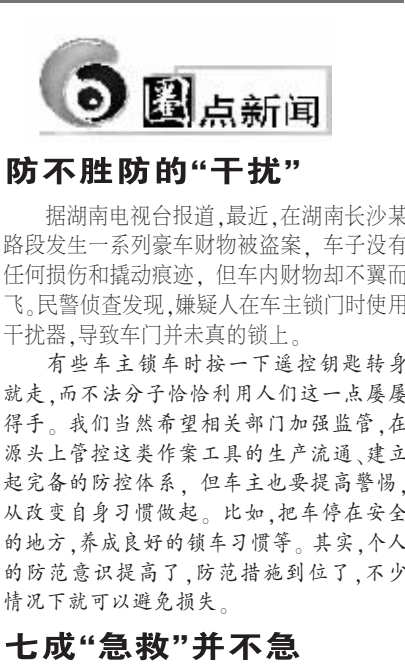 圈点新闻
防不胜防的“干扰”
据湖南电视台报道,最近,在湖南长沙某
路段发生一系列豪车财物被盗案，车子没有
任何损伤和撬动痕迹，但车内财物却不翼而
飞。民警侦查发现,嫌疑人在车主锁门时使用
干扰器,导致车门并未真的锁上。
有些车主锁车时按一下遥控钥匙转身
就走,而不法分子恰恰利用人们这一点屡屡
得手。我们当然希望相关部门加强监管,在
源头上管控这类作案工具的生产流通、建立
起完备的防控体系，但车主也要提高警惕,
从改变自身习惯做起。比如,把车停在安全
的地方,养成良好的锁车习惯等。其实,个人
的防范意识提高了,防范措施到位了,不少
情况下就可以避免损失。
七成“急救”并不急